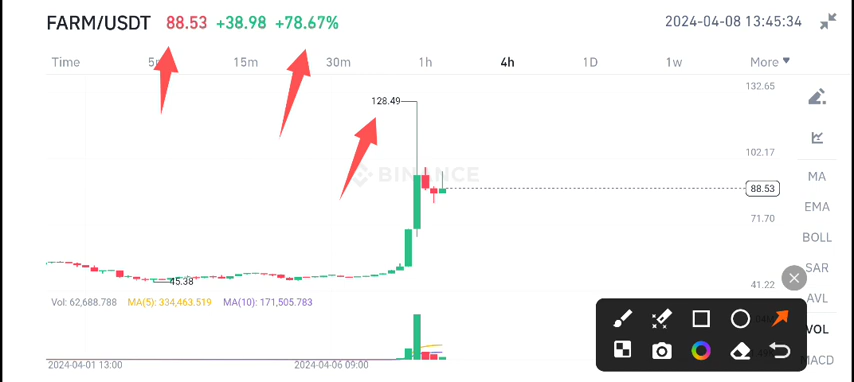 FARM/USDT 88.53 +38.98 +78.67% 2024-04-08 13:45:34
Time 15m 30m 1h 4h 1D 1w More
132.65
128.49
102.17
BINANCE
88.53
71.70
45.38
41.22
MA
EMA
BOLL
SAR
AVL
VOL
MACD
Vol: 62,688.788 MA(5): 334,463.519 MA(10): 171,505.783
2024-04-01 13:00 2024-04-06 09:00